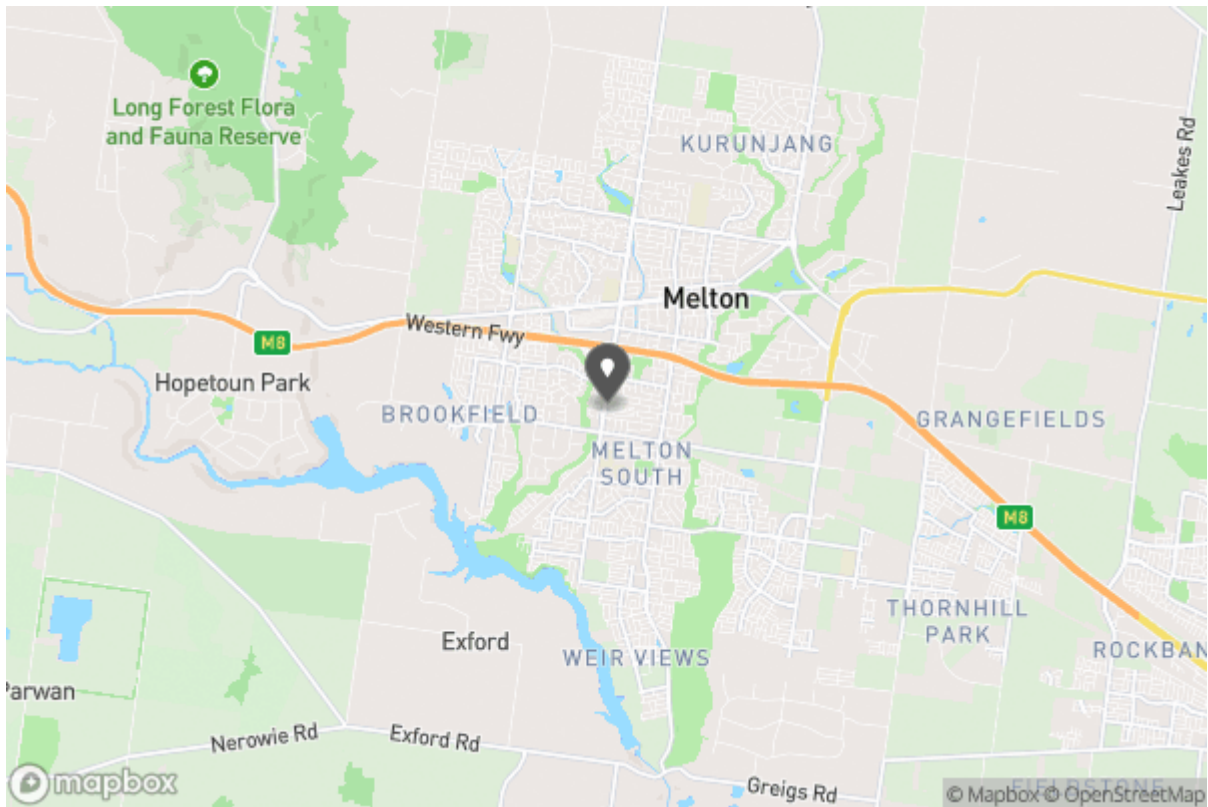 Long Forest Flora
and Fauna Reserve
KURUNJANG
Leakes Rd
Melton
Western Fwy
M8
Hopetoun Park
BROOKFIELD
GRANGEFIELDS
MELTON
SOUTH
M8
THORNHILL
PARK
Exford
WEIR VIEWS
ROCKBAN
Parwan
Nerowie Rd
Exford Rd
Greigs Rd
FIELDSTONE
mapbox
© Mapbox © OpenStreetMap